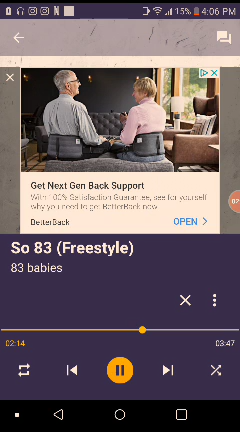 15% 4:06 PM
Get Next Gen Back Support
With 100% Satisfaction Guarantee, see for yourself
why you need to get BetterBack now
BetterBack
OPEN
So 83 (Freestyle)
83 babies
02:14
03:47